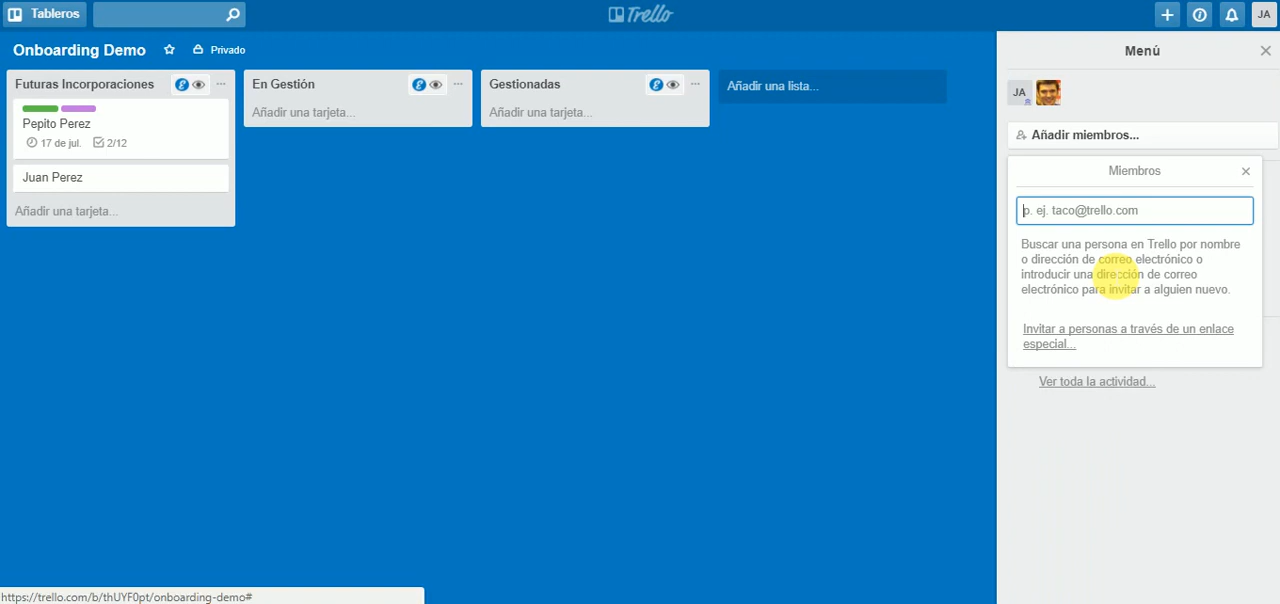 Tableros
Trello
JA
Onboarding Demo
Privado
Menú
Futuras Incorporaciones
Pepito Perez
17 de jul.
2/12
Juan Perez
Añadir una tarjeta...
En Gestión
Añadir una tarjeta...
Gestionadas
Añadir una tarjeta...
Añadir una lista...
JA
Añadir miembros...
Miembros
p. ej. taco@trello.com
Buscar una persona en Trello por nombre
o dirección de correo electrónico o
introducir una dirección de correo
electrónico para invitar a alguien nuevo.
Invitar a personas a través de un enlace
especial...
Ver toda la actividad...
https://trello.com/b/thUYF0pt/onboarding-demo#